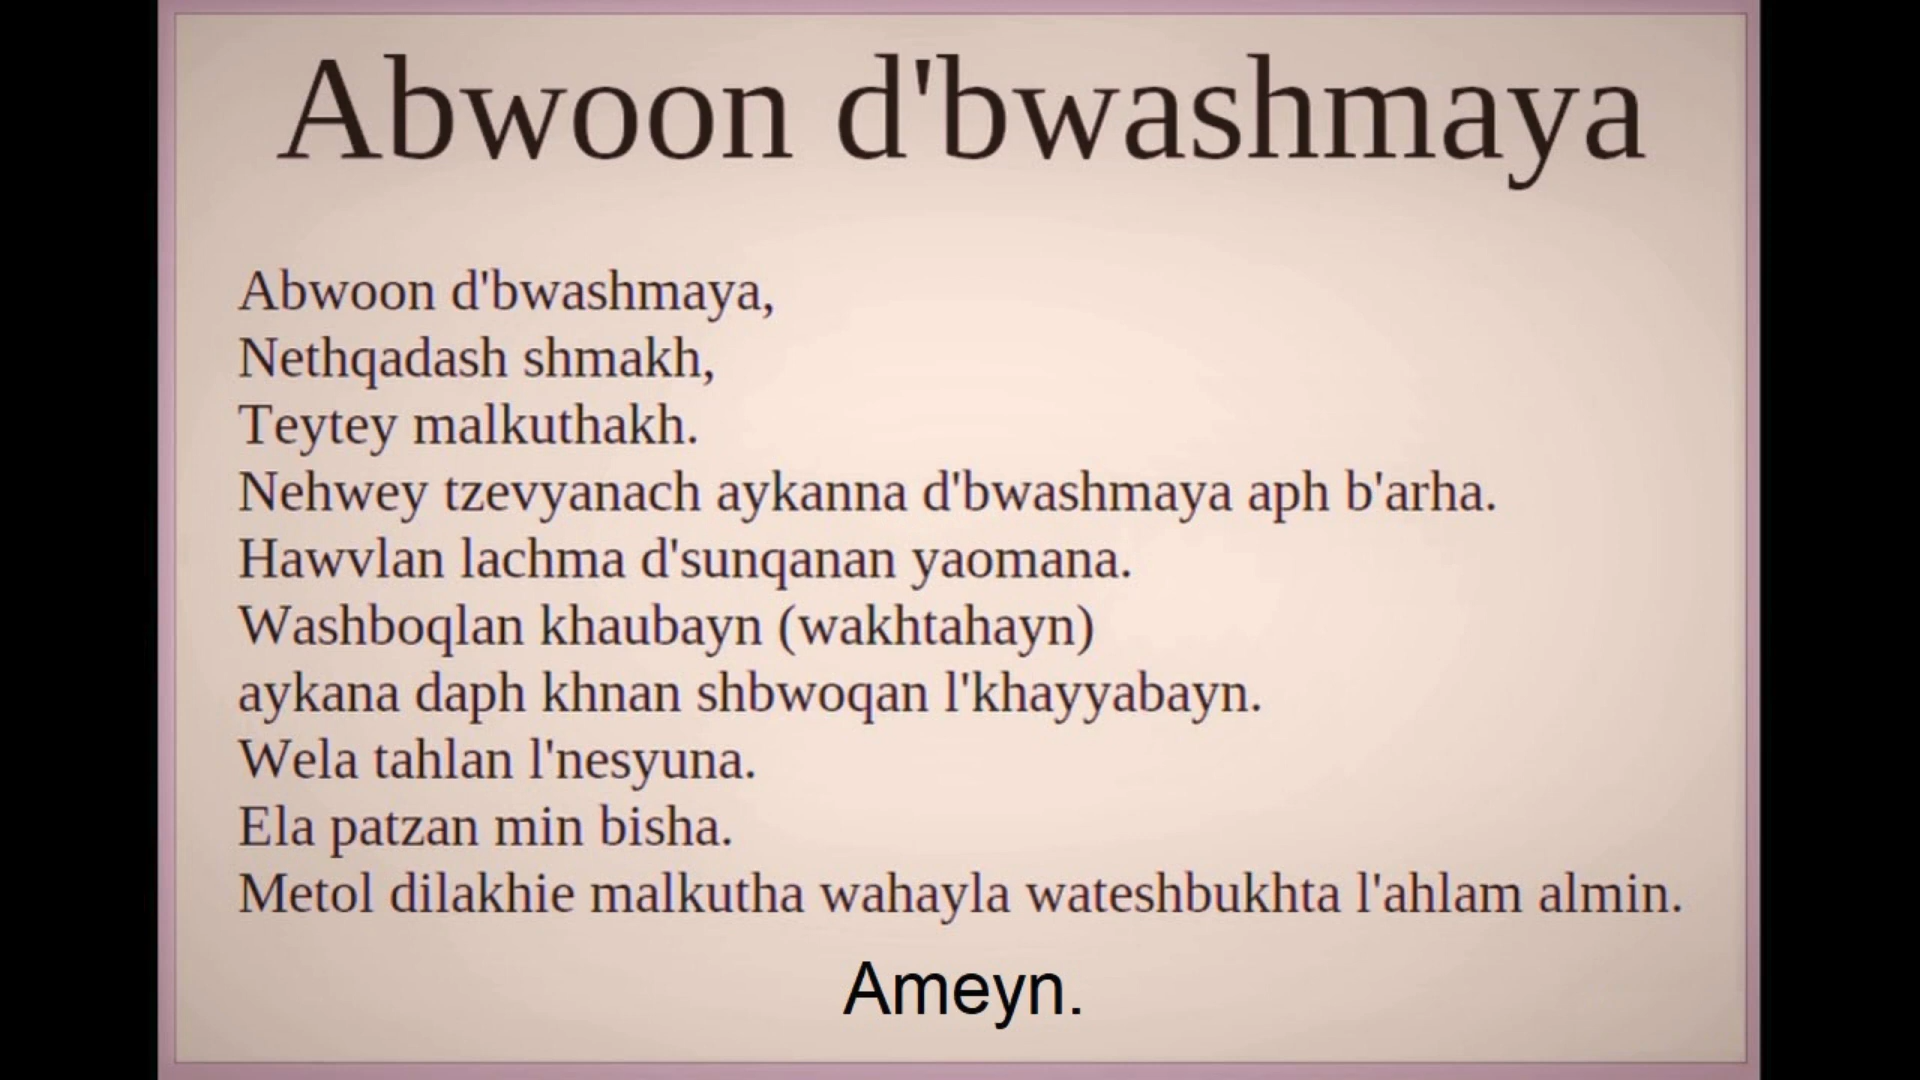 Abwoon d'bwashmaya
Abwoon d'bwashmaya,
Nethqadash shmakh,
Teytey malkuthakh.
Nehwey tzevyanach aykanna d'bwashmaya aph b'arha.
Hawvlan lachma d'sunqanan yaomana.
Washboqlan khaubayn (wakhtahayn)
aykana daph khnan shbwoqan l'khayyabayn.
Wela tahlan l'nesyuna.
Ela patzan min bisha.
Metol dilakhie malkutha wahayla wateshbukhta l'ahlam almin.
Ameyn.